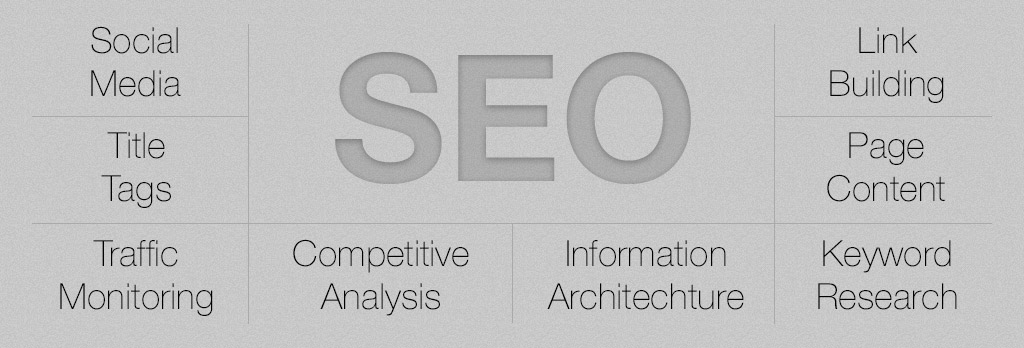 Social
Media
SEO
Link
Building
Title
Tags
Page
Content
Traffic
Monitoring
Competitive
Analysis
Information
Architechture
Keyword
Research